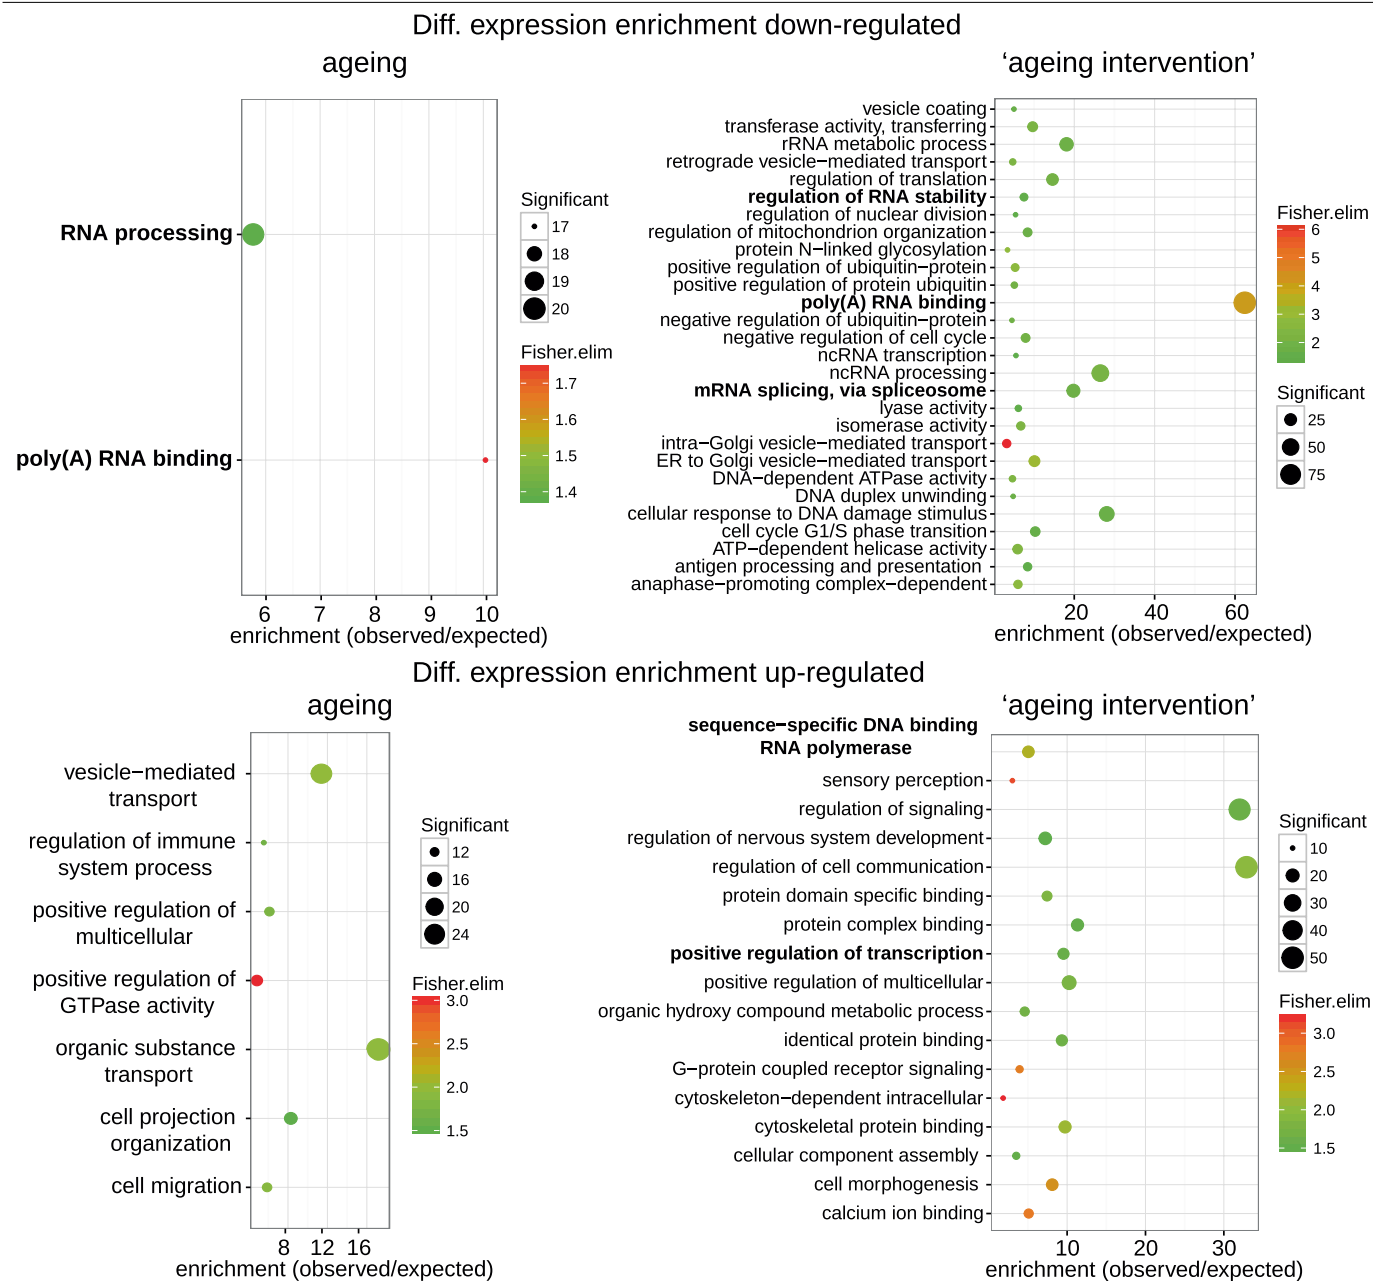 Diff. expression enrichment down-regulated
ageing
RNA processing
poly(A) RNA binding
6 7 8 9 10
enrichment (observed/expected)
Significant
17
18
19
20
Fisher.elim
1.7
1.6
1.5
1.4
‘ageing intervention’
vesicle coating
transferase activity, transferring
rRNA metabolic process
retrograde vesicle−mediated transport
regulation of translation
regulation of RNA stability
regulation of nuclear division
regulation of mitochondrion organization
protein N−linked glycosylation
positive regulation of ubiquitin−protein
positive regulation of protein ubiquitin
poly(A) RNA binding
negative regulation of ubiquitin−protein
negative regulation of cell cycle
ncRNA transcription
ncRNA processing
mRNA splicing, via spliceosome
lyase activity
isomerase activity
intra−Golgi vesicle−mediated transport
ER to Golgi vesicle−mediated transport
DNA−dependent ATPase activity
DNA duplex unwinding
cellular response to DNA damage stimulus
cell cycle G1/S phase transition
ATP−dependent helicase activity
antigen processing and presentation
anaphase−promoting complex−dependent
20 40 60
enrichment (observed/expected)
Fisher.elim
6
5
4
3
2
Significant
25
50
75
Diff. expression enrichment up-regulated
ageing
vesicle−mediated
transport
regulation of immune
system process
positive regulation of
multicellular
positive regulation of
GTPase activity
organic substance
transport
cell projection
organization
cell migration
8 12 16
enrichment (observed/expected)
Significant
12
16
20
24
Fisher.elim
3.0
2.5
2.0
1.5
‘ageing intervention’
sequence−specific DNA binding
RNA polymerase
sensory perception
regulation of signaling
regulation of nervous system development
regulation of cell communication
protein domain specific binding
protein complex binding
positive regulation of transcription
positive regulation of multicellular
organic hydroxy compound metabolic process
identical protein binding
G−protein coupled receptor signaling
cytoskeleton−dependent intracellular
cytoskeletal protein binding
cellular component assembly
cell morphogenesis
calcium ion binding
10 20 30
enrichment (observed/expected)
Significant
10
20
30
40
50
Fisher.elim
3.0
2.5
2.0
1.5